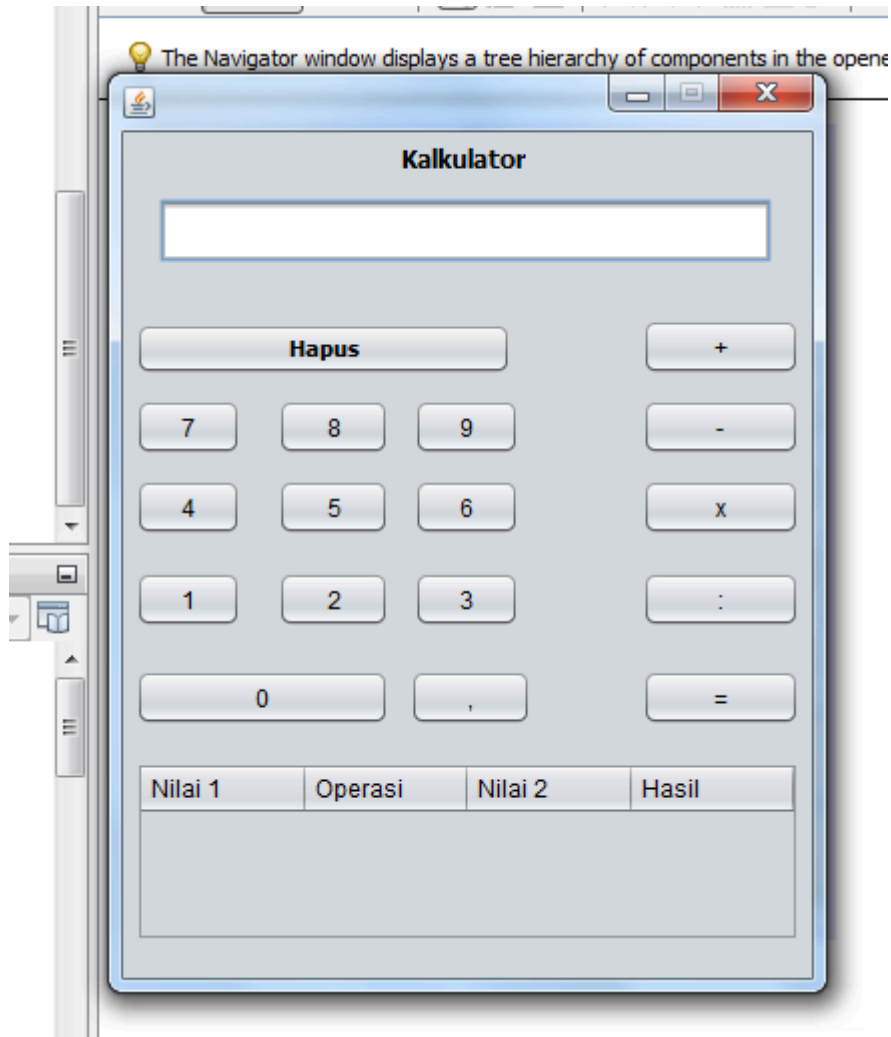 The Navigator window displays a tree hierarchy of components in the opene
Kalkulator
Hapus +
7 8 9 -
4 5 6 x
1 2 3 :
0 , =
Nilai 1 Operasi Nilai 2 Hasil